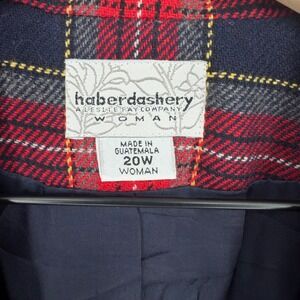 haberdashery
A LESLIE FAY COMPANY
WOMAN
MADE IN
GUATEMALA
20W
WOMAN